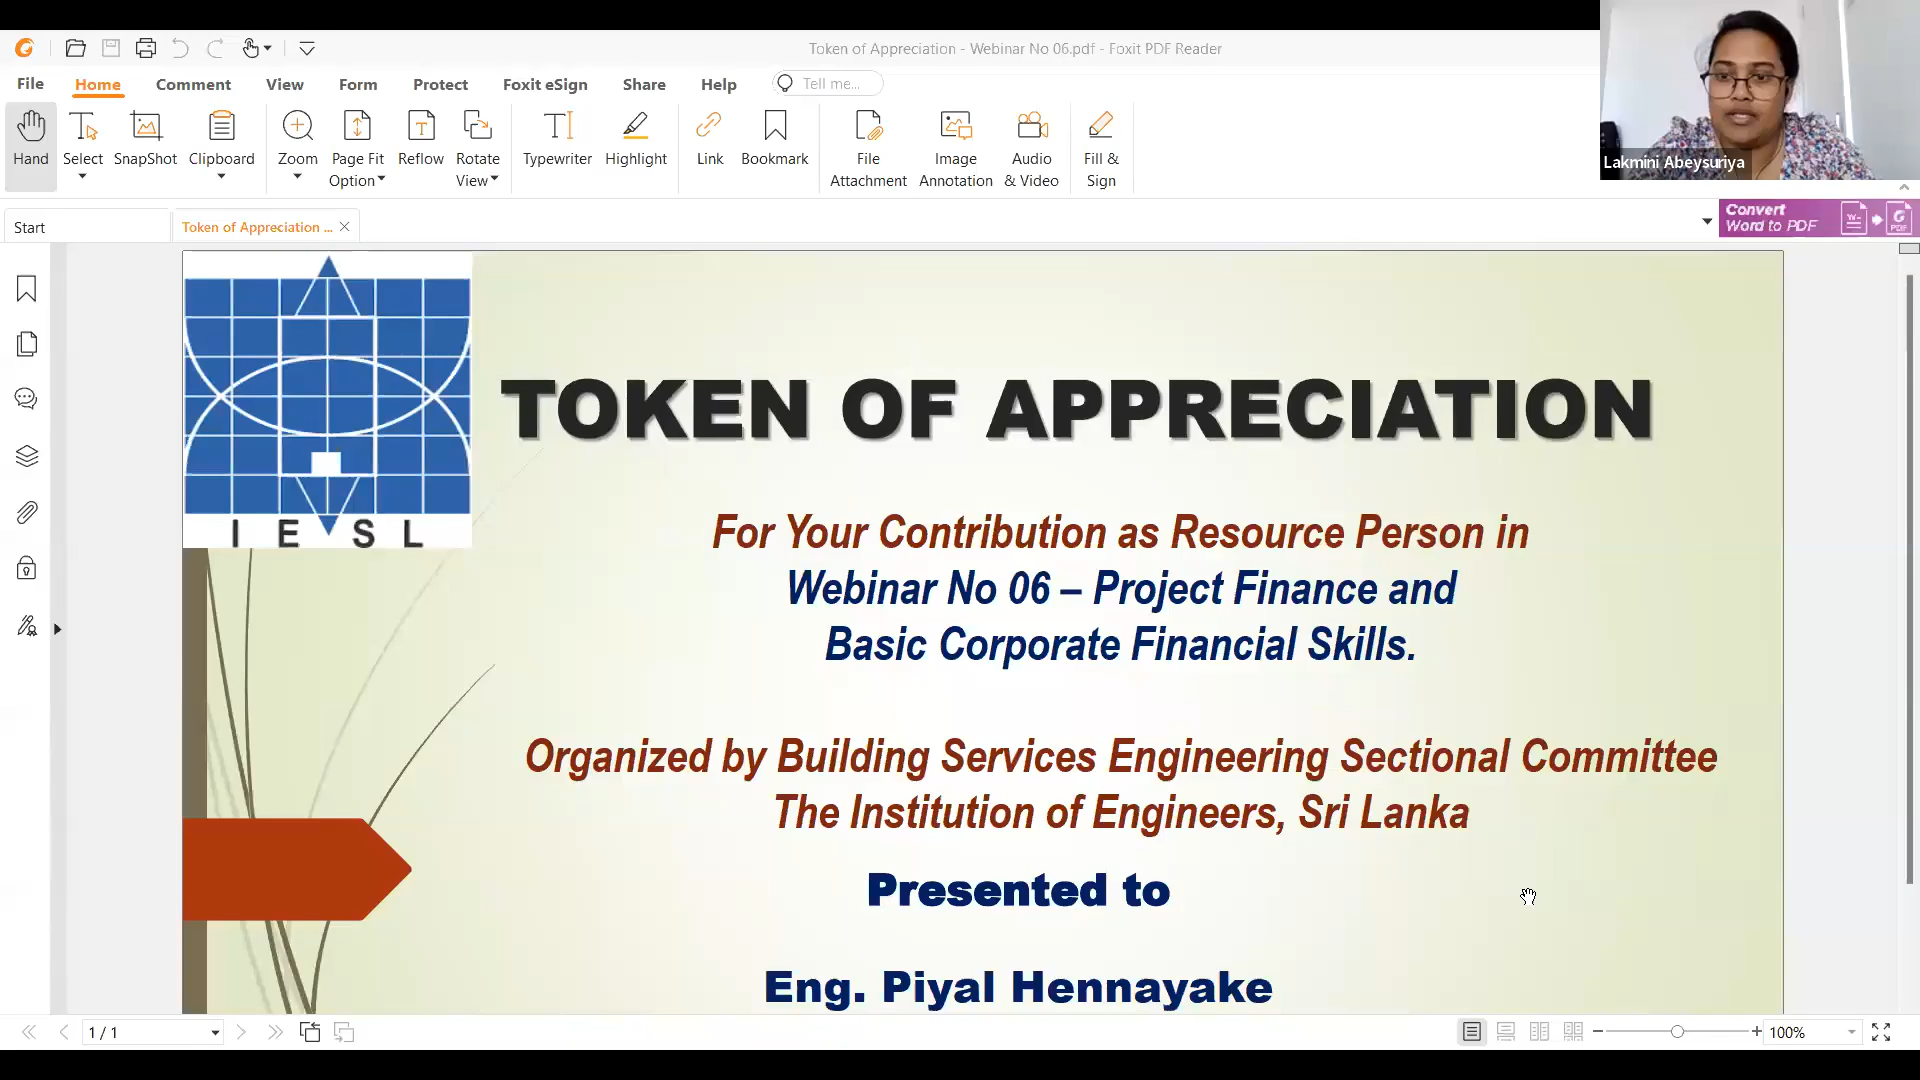 Token of Appreciation - Webinar No 06.pdf - Foxit PDF Reader
File Home Comment View Form Protect Foxit eSign Share Help Tell me...
Hand Select SnapShot Clipboard Zoom Page Fit Option Reflow Rotate View Typewriter Highlight Link Bookmark File Attachment Image Annotation Audio & Video Fill & Sign
Lakmini Abeysuriya
Start Token of Appreciation ...
Convert
Word to PDF
W PDF
I E S L
TOKEN OF APPRECIATION
For Your Contribution as Resource Person in
Webinar No 06 – Project Finance and
Basic Corporate Financial Skills.
Organized by Building Services Engineering Sectional Committee
The Institution of Engineers, Sri Lanka
Presented to
Eng. Piyal Hennayake
1 / 1
100%